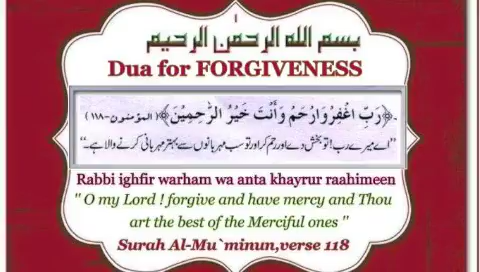 بسم الله الرحمن الرحيم
Dua for FORGIVENESS
﴿رَبِّ اغْفِرْ وَارْحَمْ وَأَنْتَ خَيْرُ الرَّاحِمِيْنَ﴾ (المؤمنون-۱۱۸)
"اے میرے رب! تو بخش دے اور رحم کر اور تو سب مہربانوں سے بہتر مہربانی کرنے والا ہے۔"
Rabbi ighfir warham wa anta khayrur raahimeen
" O my Lord ! forgive and have mercy and Thou
art the best of the Merciful ones "
Surah Al-Mu`minun,verse 118